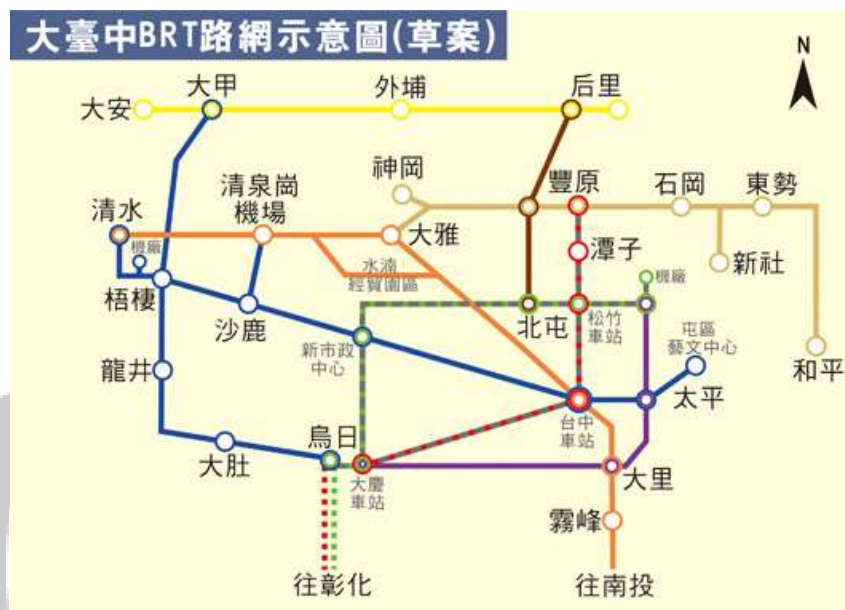 大臺中BRT路網示意圖(草案)
N
大安
大甲
外埔
后里
神岡
豐原
石岡
東勢
清水
清泉崗
機場
大雅
潭子
新社
機廠
水湳
經貿園區
機廠
梧棲
沙鹿
北屯
松竹
車站
屯區
藝文中心
新市政
中心
龍井
和平
太平
台中
車站
烏日
大肚
大慶
車站
大里
霧峰
往彰化
往南投